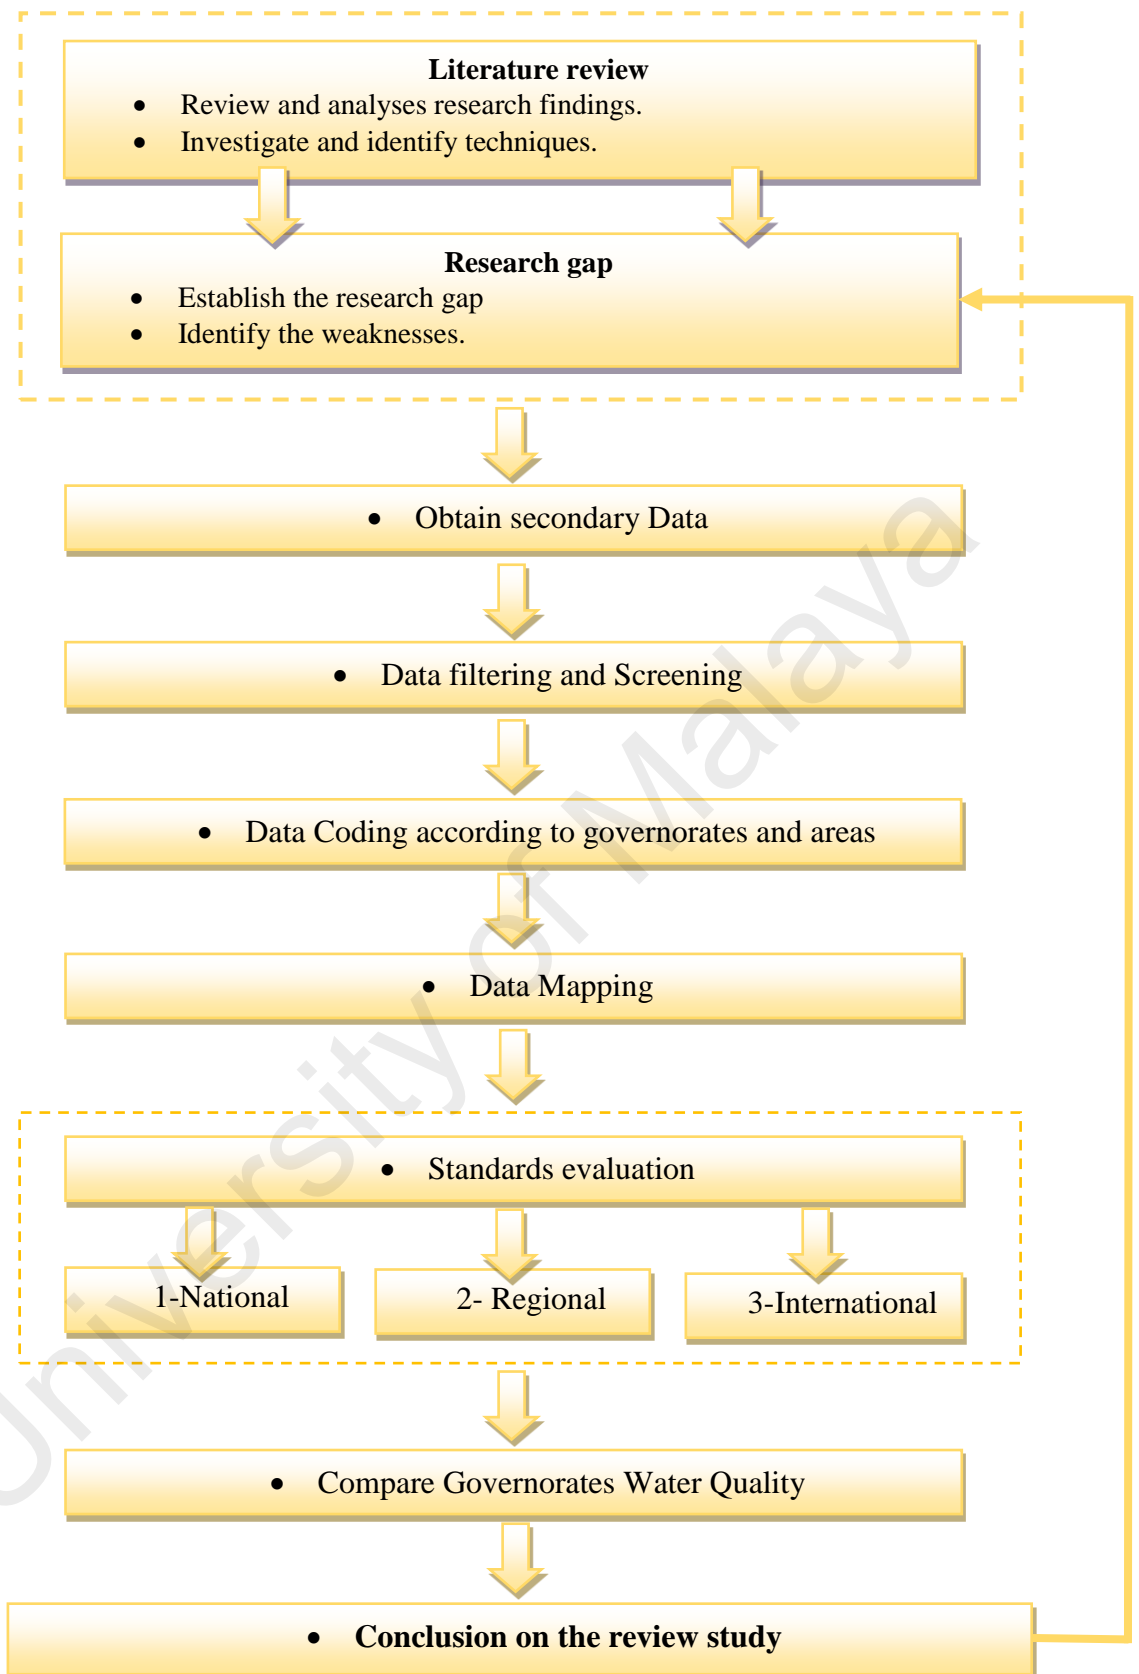 Literature review
• Review and analyses research findings.
• Investigate and identify techniques.
Research gap
• Establish the research gap
• Identify the weaknesses.
• Obtain secondary Data
• Data filtering and Screening
• Data Coding according to governorates and areas
• Data Mapping
• Standards evaluation
1-National
2- Regional
3-International
• Compare Governorates Water Quality
• Conclusion on the review study
University of Malaya